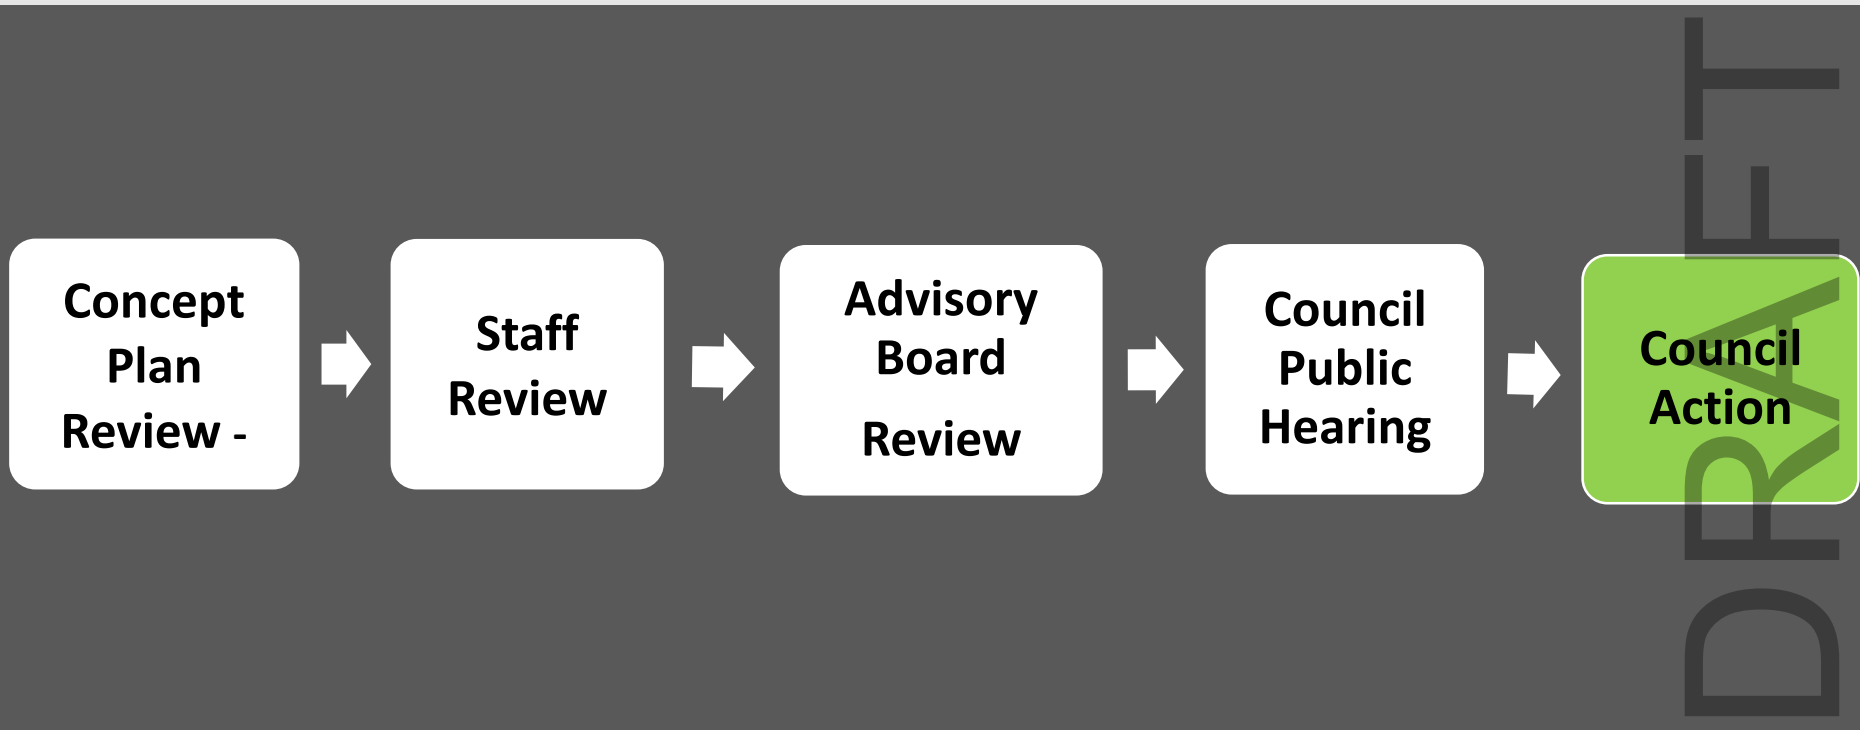 Concept
Plan
Review -
Staff
Review
Advisory
Board
Review
Council
Public
Hearing
Council
Action
DRAFT